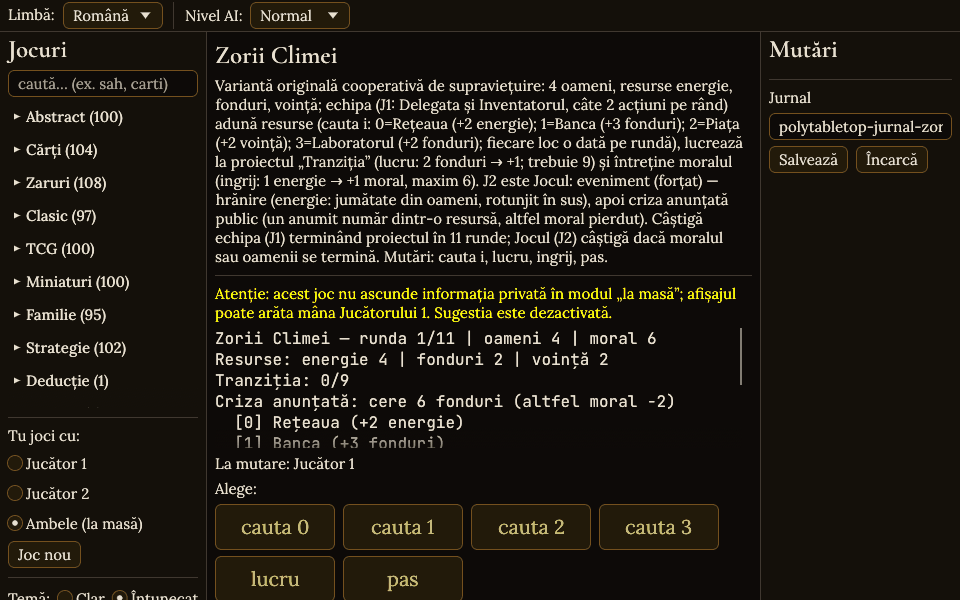 Limbă: Română Nivel AI: Normal
Jocuri
caută... (ex. sah, carti)
Abstract (100)
Cărți (104)
Zaruri (108)
Clasic (97)
TCG (100)
Miniaturi (100)
Familie (95)
Strategie (102)
Deducție (1)
Tu joci cu:
Jucător 1
Jucător 2
Ambele (la masă)
Joc nou
Temă: Clar Întunecat
Zorii Climei
Variantă originală cooperativă de supraviețuire: 4 oameni, resurse energie,
fonduri, voință; echipa (J1: Delegata și Inventatorul, câte 2 acțiuni pe rând)
adună resurse (cauta i: 0=Rețeaua (+2 energie); 1=Banca (+3 fonduri); 2=Piața
(+2 voință); 3=Laboratorul (+2 fonduri); fiecare loc o dată pe rundă), lucrează
la proiectul „Tranziția” (lucru: 2 fonduri → +1; trebuie 9) și întreține moralul
(ingrij: 1 energie → +1 moral, maxim 6). J2 este Jocul: eveniment (forțat) —
hrănire (energie: jumătate din oameni, rotunjit în sus), apoi criza anunțată
public (un anumit număr dintr-o resursă, altfel moral pierdut). Câștigă
echipa (J1) terminând proiectul în 11 runde; Jocul (J2) câștigă dacă moralul
sau oamenii se termină. Mutări: cauta i, lucru, ingrij, pas.
Atenție: acest joc nu ascunde informația privată în modul „la masă”; afișajul
poate arăta mâna Jucătorului 1. Sugestia este dezactivată.
Zorii Climei — runda 1/11 | oameni 4 | moral 6
Resurse: energie 4 | fonduri 2 | voință 2
Tranziția: 0/9
Criza anunțată: cere 6 fonduri (altfel moral -2)
[0] Rețeaua (+2 energie)
[1] Banca (+3 fonduri)
La mutare: Jucător 1
Alege:
cauta 0 cauta 1 cauta 2 cauta 3
lucru pas
Mutări
Jurnal
polytabletop-jurnal-zor
Salvează Încarcă